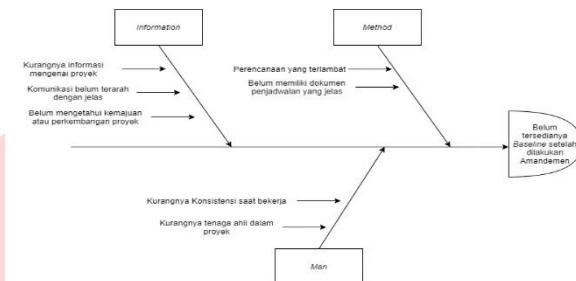 Information
Method
Kurangnya informasi
mengenai proyek
Komunikasi belum terarah
dengan jelas
Belum mengetahui kemajuan
atau perkembangan proyek
Perencanaan yang terlambat
Belum memiliki dokumen
penjadwalan yang jelas
Belum
tersedianya
Baseline setelah
dilakukan
Amandemen
Kurangnya Konsistensi saat bekerja
Kurangnya tenaga ahli dalam
proyek
Man